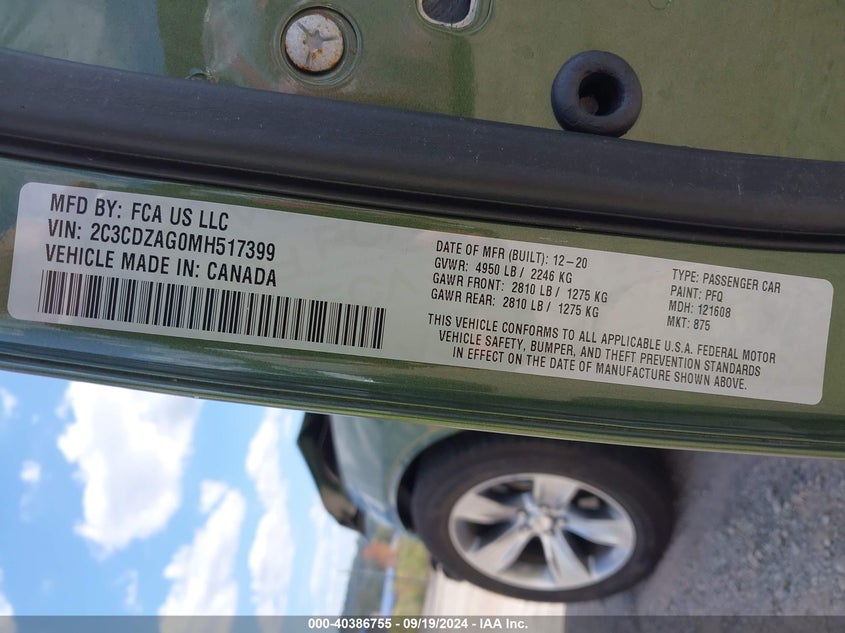 MFD BY: FCA US LLC
VIN: 2C3CDZAG0MH517399
VEHICLE MADE IN: CANADA
DATE OF MFR (BUILT): 12-20
GVWR: 4950 LB / 2246 KG
GAWR FRONT: 2810 LB / 1275 KG
GAWR REAR: 2810 LB / 1275 KG
TYPE: PASSENGER CAR
PAINT: PFQ
MDH: 121608
MKT: 875
THIS VEHICLE CONFORMS TO ALL APPLICABLE U.S.A. FEDERAL MOTOR
VEHICLE SAFETY, BUMPER, AND THEFT PREVENTION STANDARDS
IN EFFECT ON THE DATE OF MANUFACTURE SHOWN ABOVE.
000-40386755 - 09/19/2024 - IAA Inc.